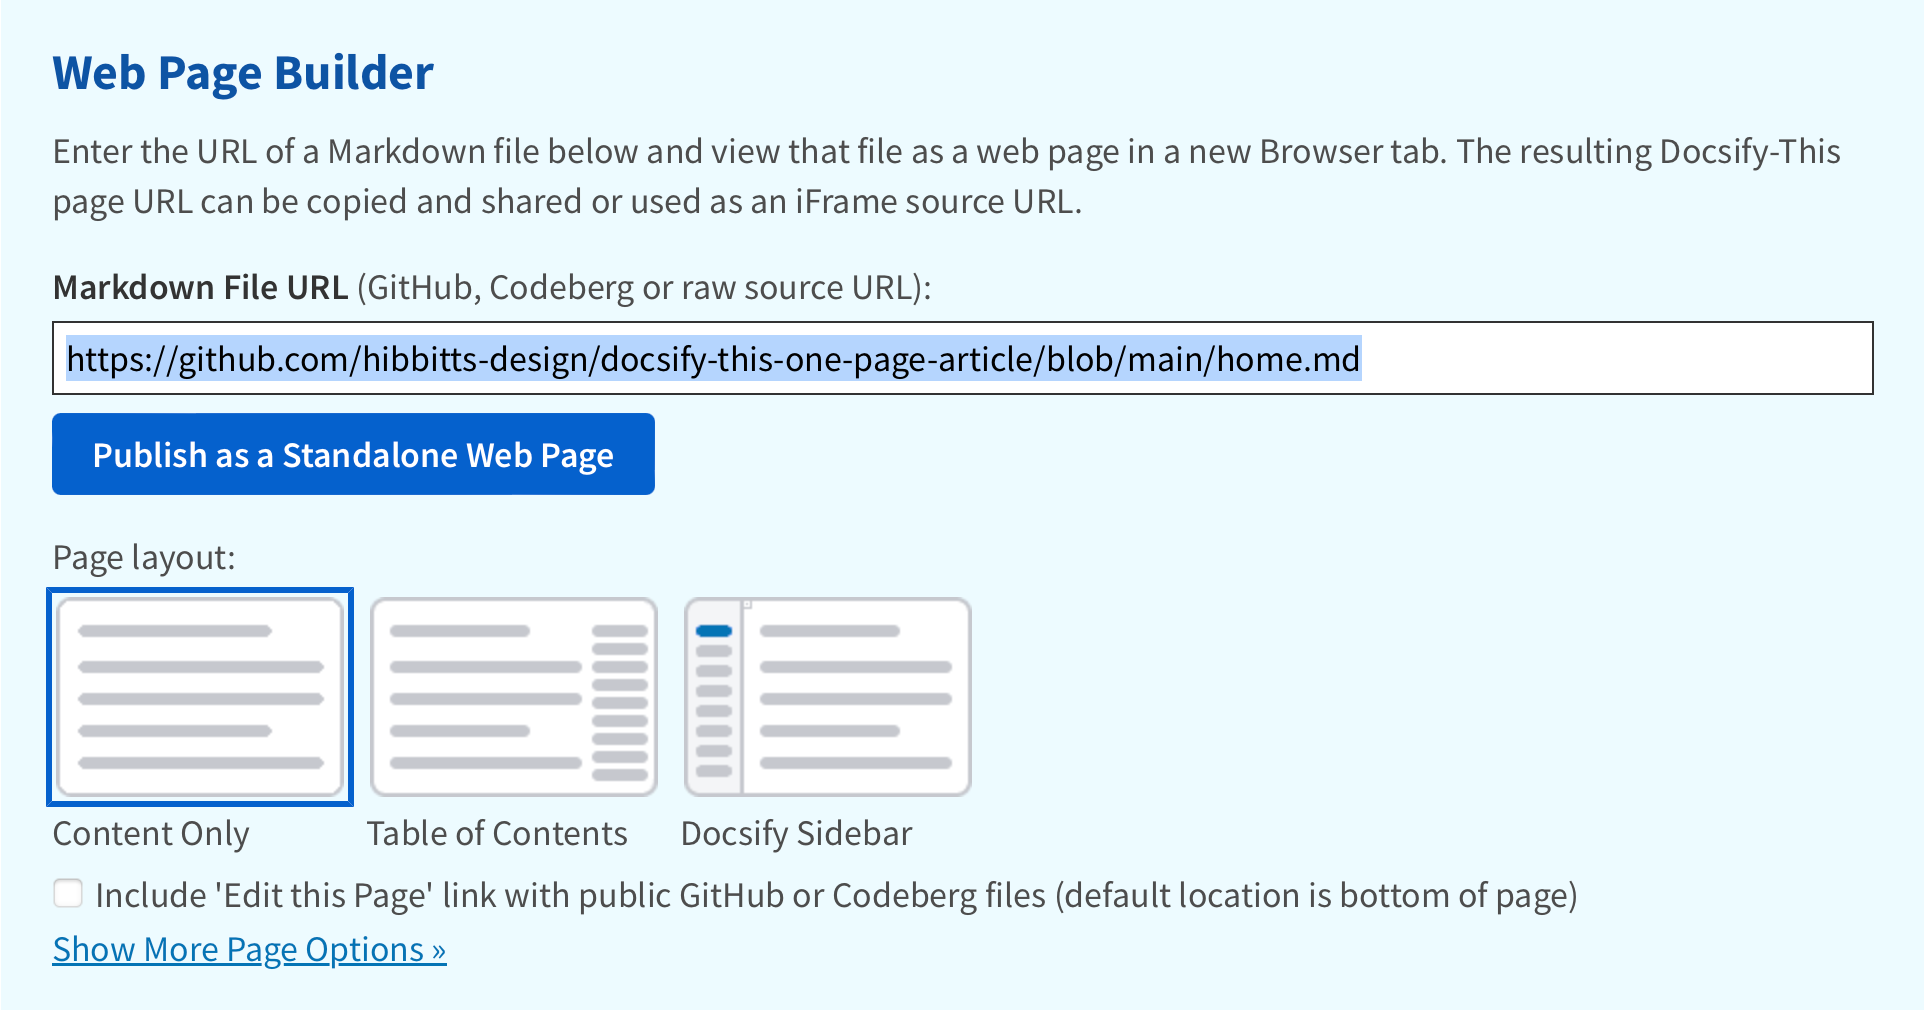 Web Page Builder
Enter the URL of a Markdown file below and view that file as a web page in a new Browser tab. The resulting Docsify-This
page URL can be copied and shared or used as an iFrame source URL.
Markdown File URL (GitHub, Codeberg or raw source URL):
https://github.com/hibbitts-design/docsify-this-one-page-article/blob/main/home.md
Publish as a Standalone Web Page
Page layout:
Content Only
Table of Contents
Docsify Sidebar
Include 'Edit this Page' link with public GitHub or Codeberg files (default location is bottom of page)
Show More Page Options »